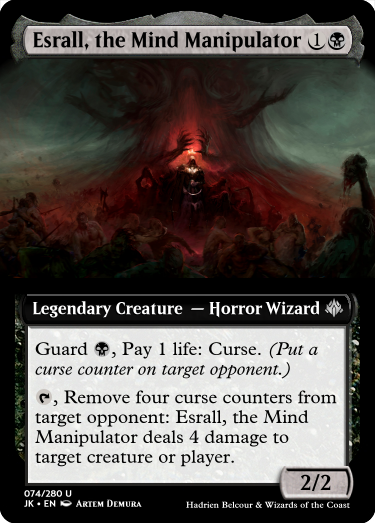 Esrall, the Mind Manipulator 1
Legendary Creature — Horror Wizard
Guard , Pay 1 life: Curse. (Put a
curse counter on target opponent.)
, Remove four curse counters from
target opponent: Esrall, the Mind
Manipulator deals 4 damage to
target creature or player.
2/2
074/280 U
JK • EN Artem Demura
Hadrien Belcour & Wizards of the Coast